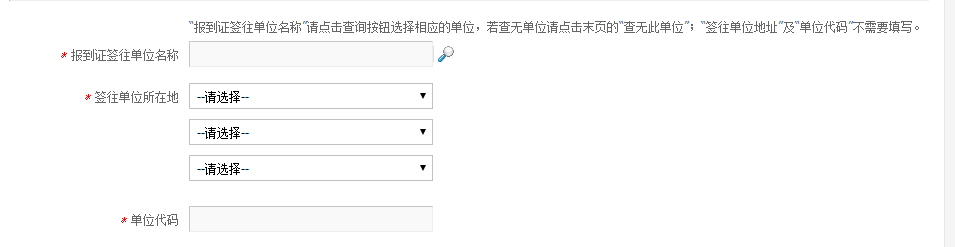 “报到证签往单位名称”请点击查询按钮选择相应的单位，若查无单位请点击末页的“查无此单位”；“签往单位地址”及“单位代码”不需要填写。
* 报到证签往单位名称
* 签往单位所在地 --请选择--
--请选择--
--请选择--
* 单位代码